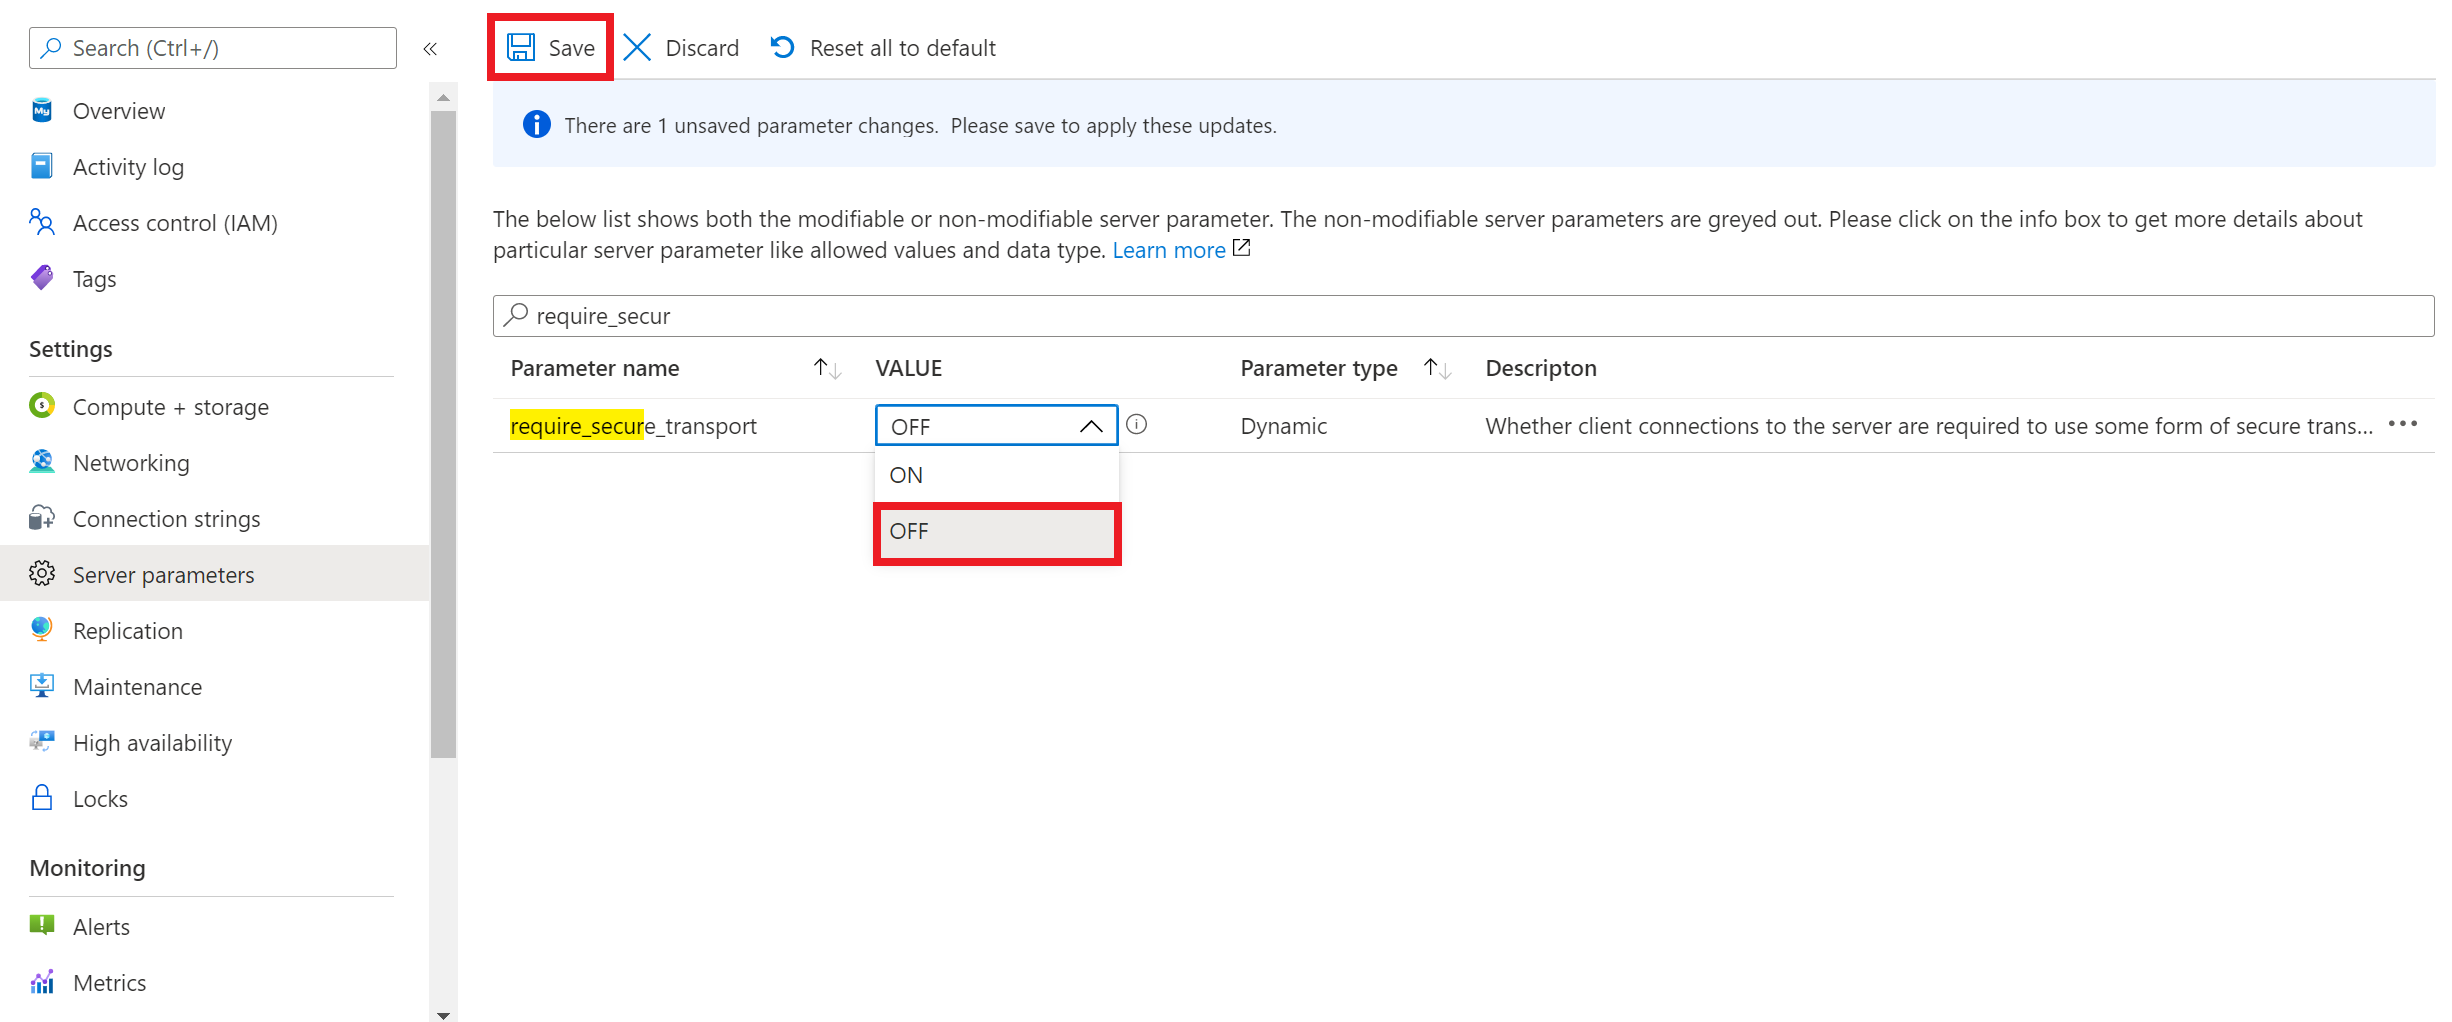 Search (Ctrl+/)
«
Overview
Activity log
Access control (IAM)
Tags
Settings
Compute + storage
Networking
Connection strings
Server parameters
Replication
Maintenance
High availability
Locks
Monitoring
Alerts
Metrics
Save Discard Reset all to default
There are 1 unsaved parameter changes. Please save to apply these updates.
The below list shows both the modifiable or non-modifiable server parameter. The non-modifiable server parameters are greyed out. Please click on the info box to get more details about
particular server parameter like allowed values and data type. Learn more
require_secur
Parameter name VALUE Parameter type Descripton
require_secure_transport OFF Dynamic Whether client connections to the server are required to use some form of secure trans...
ON
OFF